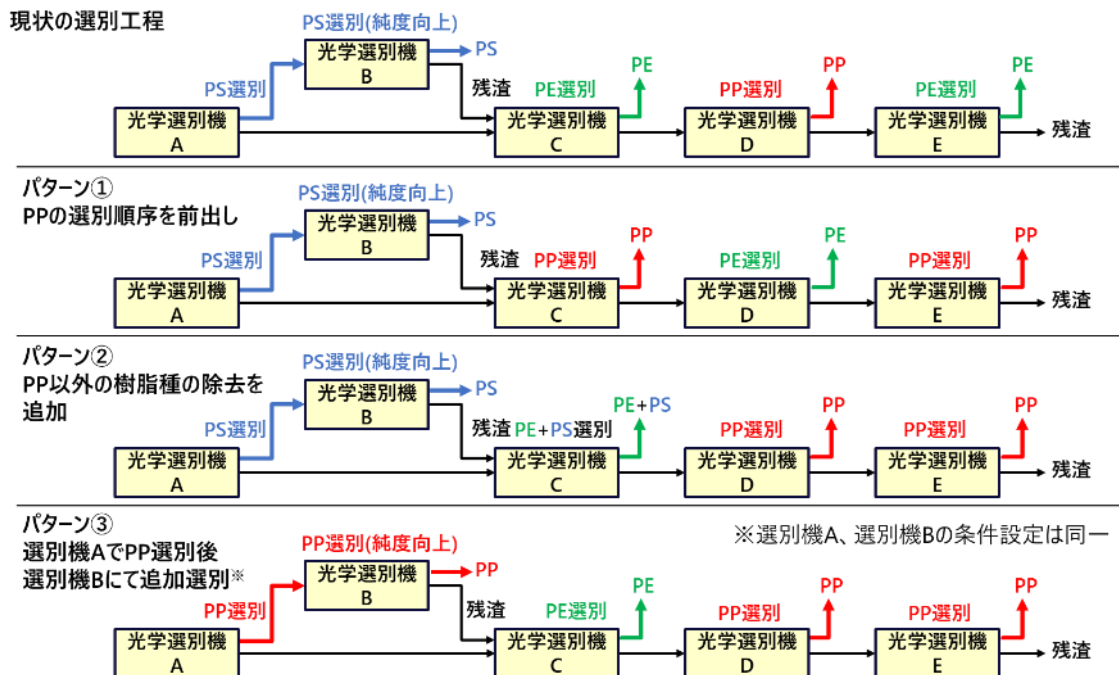 現状の選別工程
PS選別(純度向上)
光学選別機
B
PS
PS選別
光学選別機
A
残渣
PE選別
PE
光学選別機
C
PP選別
PP
光学選別機
D
PE選別
PE
光学選別機
E
残渣
パターン①
PPの選別順序を前出し
PS選別(純度向上)
光学選別機
B
PS
PS選別
光学選別機
A
残渣
PP選別
PP
光学選別機
C
PE選別
PE
光学選別機
D
PP選別
PP
光学選別機
E
残渣
パターン②
PP以外の樹脂種の除去を
追加
PS選別(純度向上)
光学選別機
B
PS
PS選別
光学選別機
A
残渣
PE+PS選別
PE+PS
光学選別機
C
PP選別
PP
光学選別機
D
PP選別
PP
光学選別機
E
残渣
パターン③
選別機AでPP選別後
選別機Bにて追加選別※
※選別機A、選別機Bの条件設定は同一
PP選別(純度向上)
光学選別機
B
PP
PP選別
光学選別機
A
残渣
PE選別
PE
光学選別機
C
PP選別
PP
光学選別機
D
PP選別
PP
光学選別機
E
残渣